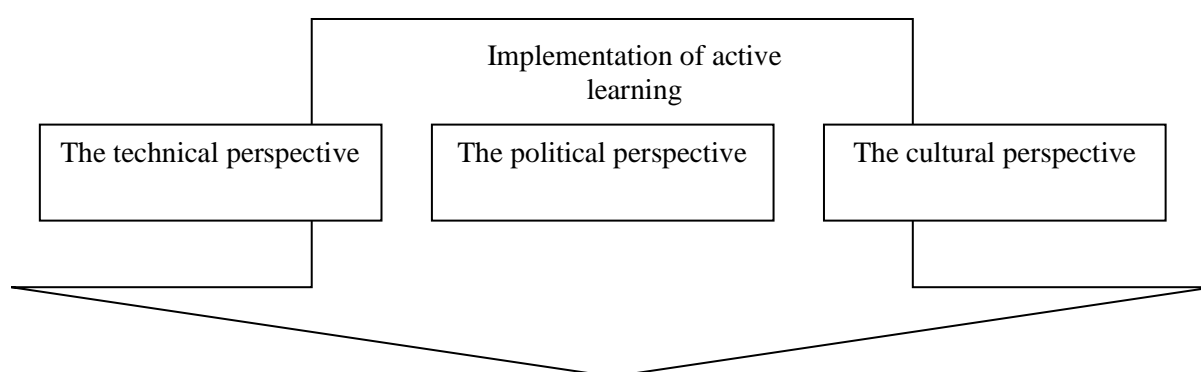 Implementation of active
learning
The technical perspective
The political perspective
The cultural perspective